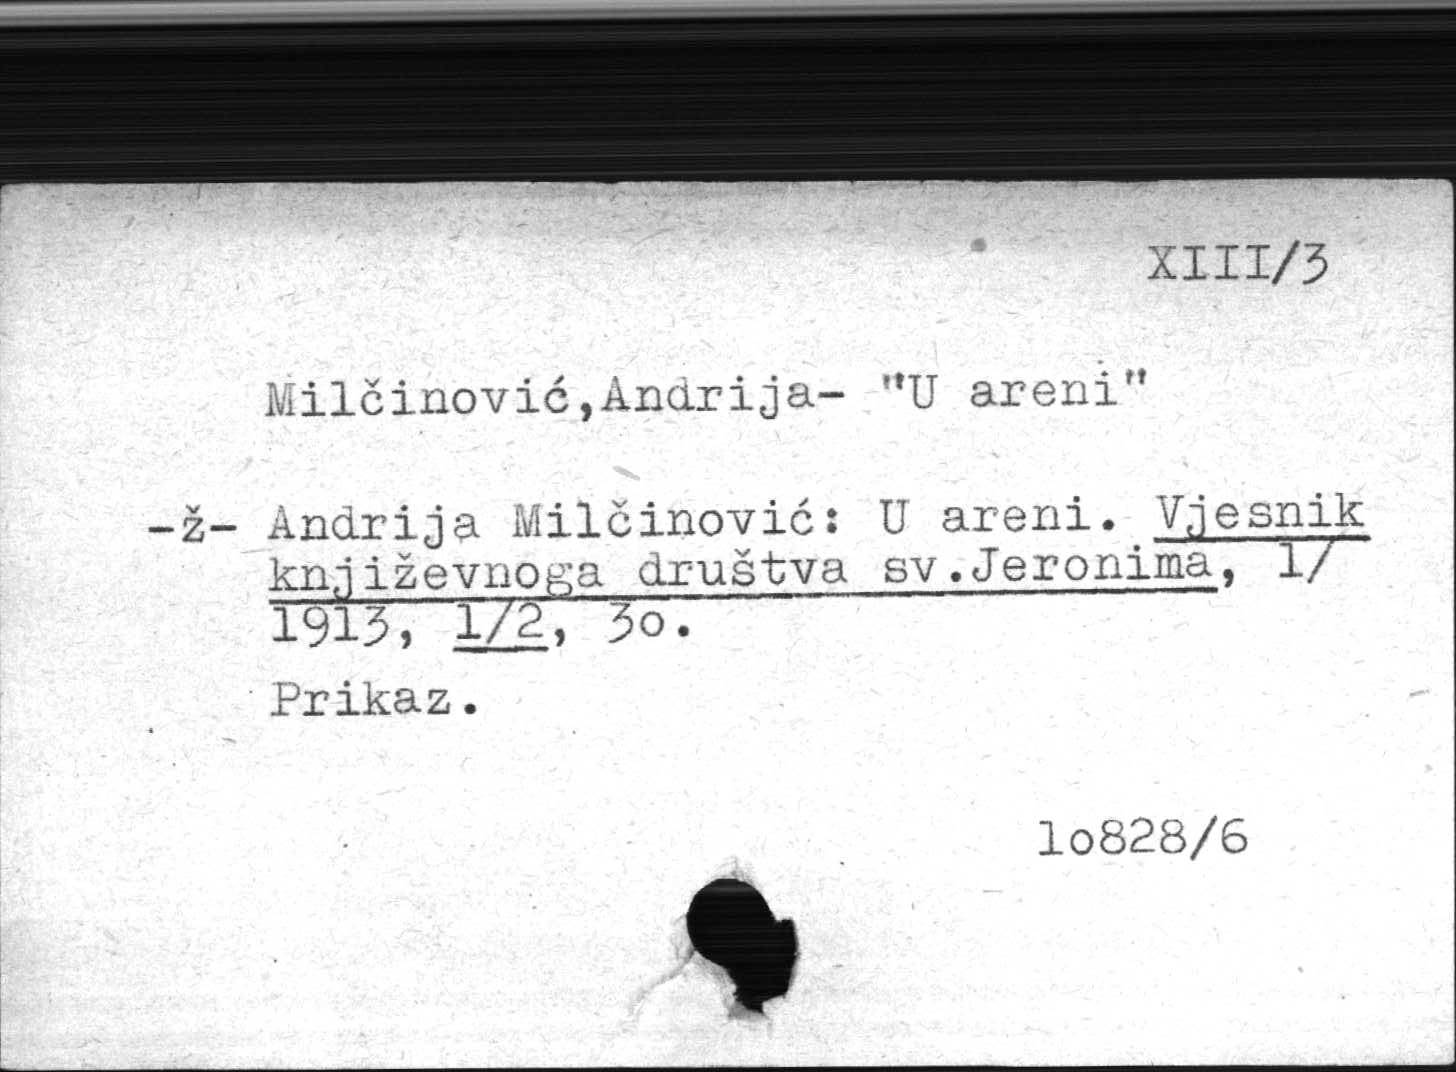 XIII/3
Milčinović,Andrija- "U areni"
-ž- Andrija Milčinović: U areni. Vjesnik
književnoga društva sv.Jeronima, 1/
1913, 1/2, 3o.
Prikaz.
lo828/6